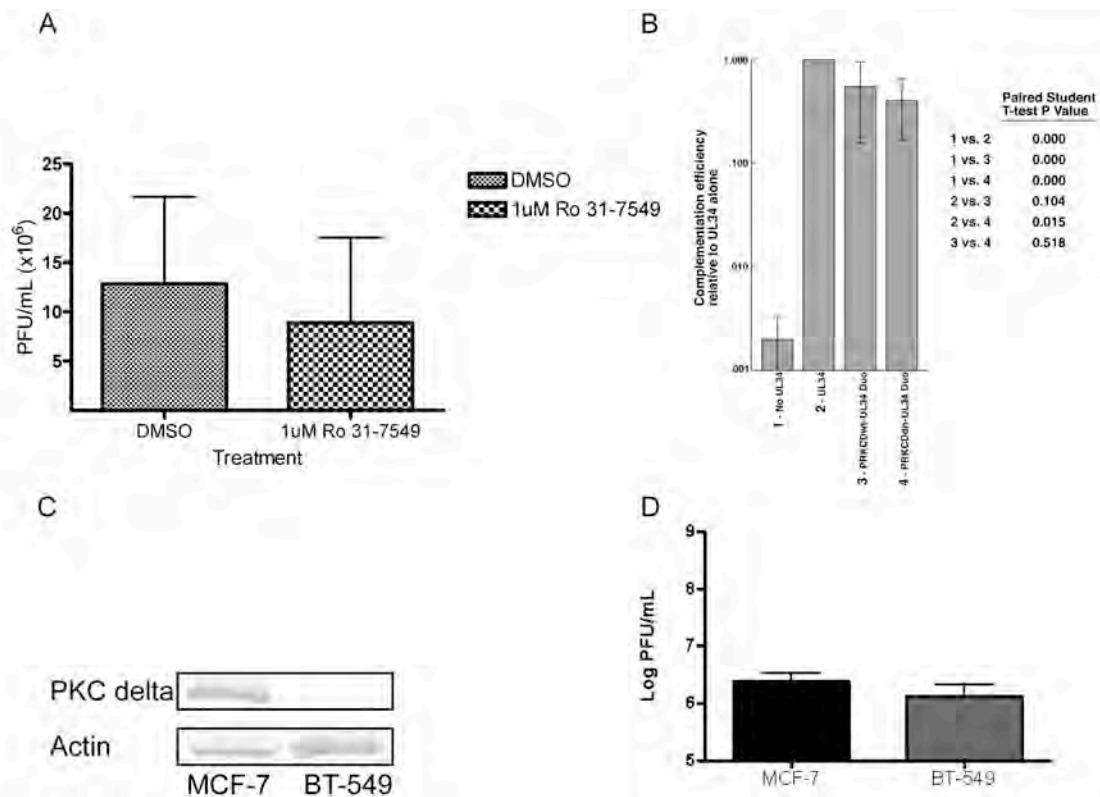 A
PFU/mL (x10⁶)
25
20
15
10
5
DMSO
1uM Ro 31-7549
Treatment
DMSO
1uM Ro 31-7549
B
Complementation efficiency
relative to UL34 alone
1.000
.100
.010
.001
1 - No UL34
2 - UL34
3 - PRKCDwt-UL34 Duo
4 - PRKCDdn-UL34 Duo
Paired Student
T-test P Value
1 vs. 2 0.000
1 vs. 3 0.000
1 vs. 4 0.000
2 vs. 3 0.104
2 vs. 4 0.015
3 vs. 4 0.518
C
PKC delta
Actin
MCF-7 BT-549
D
Log PFU/mL
9
8
7
6
5
MCF-7
BT-549